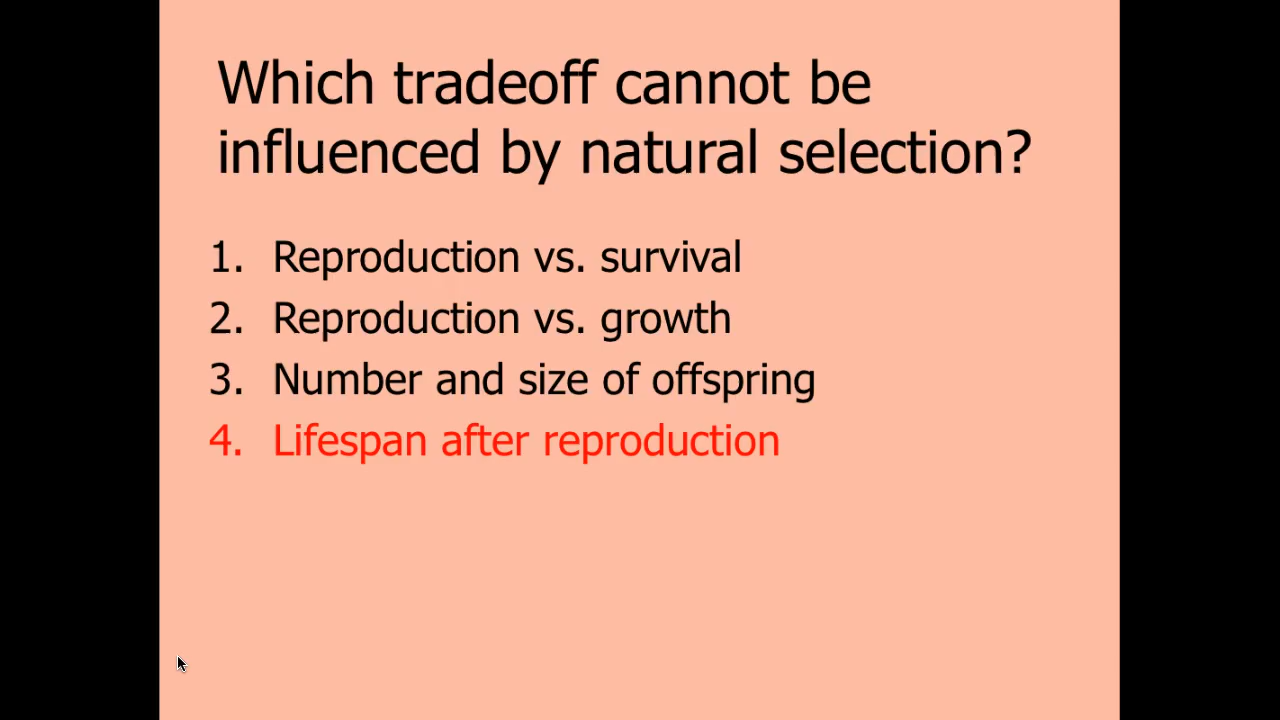 Which tradeoff cannot be
influenced by natural selection?
1. Reproduction vs. survival
2. Reproduction vs. growth
3. Number and size of offspring
4. Lifespan after reproduction